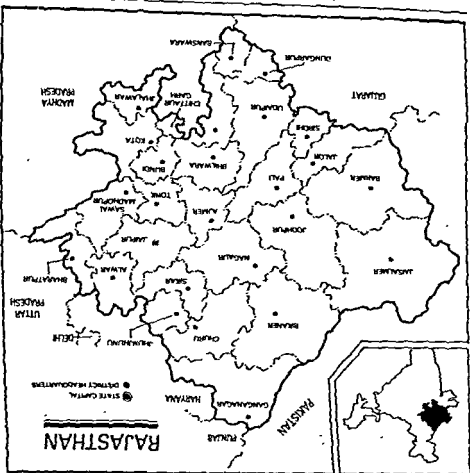 PUNJAB
RAJASTHAN
PAKISTAN
GANGANAGAR
HARYANA
STATE CAPITAL
DISTRICT HEADQUARTERS
CHURU
JHUNJHUNU
DELHI
BIKANER
SIKAR
ALWAR
UTTAR
PRADESH
BHARATPUR
JAISALMER
NAGAUR
JAIPUR
JODHPUR
AJMER
TONK
SAWAI
MADHOPUR
BARMER
PALI
BHILWARA
BUNDI
JALOR
KOTA
SIROHI
UDAIPUR
CHITTAUR
GARH
JHALAWAR
GUJARAT
MADHYA
PRADESH
DUNGARPUR
BANSWARA